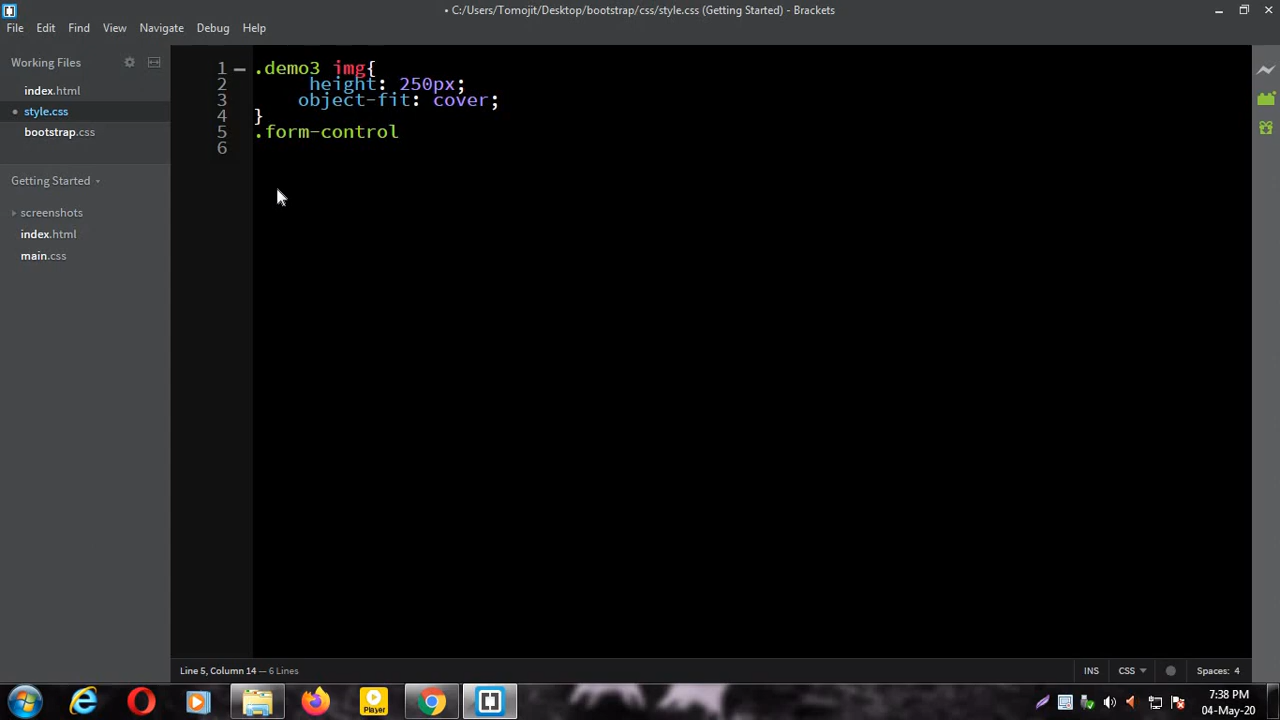 • C:/Users/Tomojit/Desktop/bootstrap/css/style.css (Getting Started) - Brackets
File Edit Find View Navigate Debug Help
Working Files
index.html
• style.css
bootstrap.css
Getting Started
screenshots
index.html
main.css
1 .demo3 img{
2 height: 250px;
3 object-fit: cover;
4 }
5 .form-control
6
Line 5, Column 14 — 6 Lines
INS CSS Spaces: 4
Player
7:38 PM
04-May-20